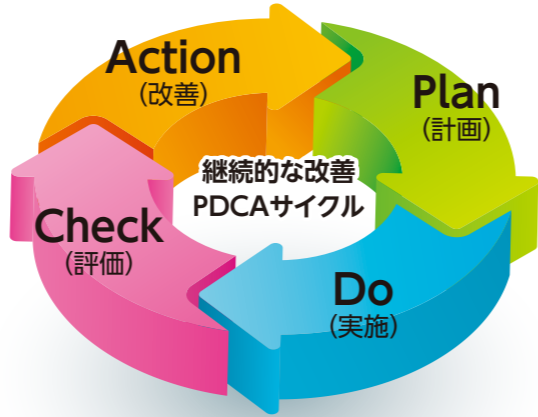 Action
(改善)
Plan
(計画)
継続的な改善
PDCAサイクル
Check
(評価)
Do
(実施)